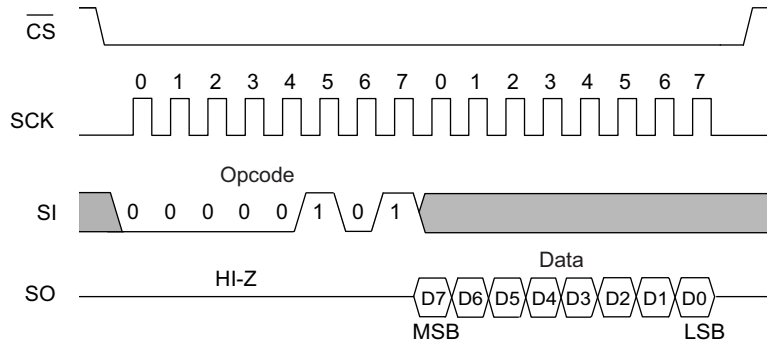 CS
0 1 2 3 4 5 6 7 0 1 2 3 4 5 6 7
SCK
Opcode
SI 0 0 0 0 0 1 0 1
HI-Z
Data
SO D7 D6 D5 D4 D3 D2 D1 D0
MSB LSB